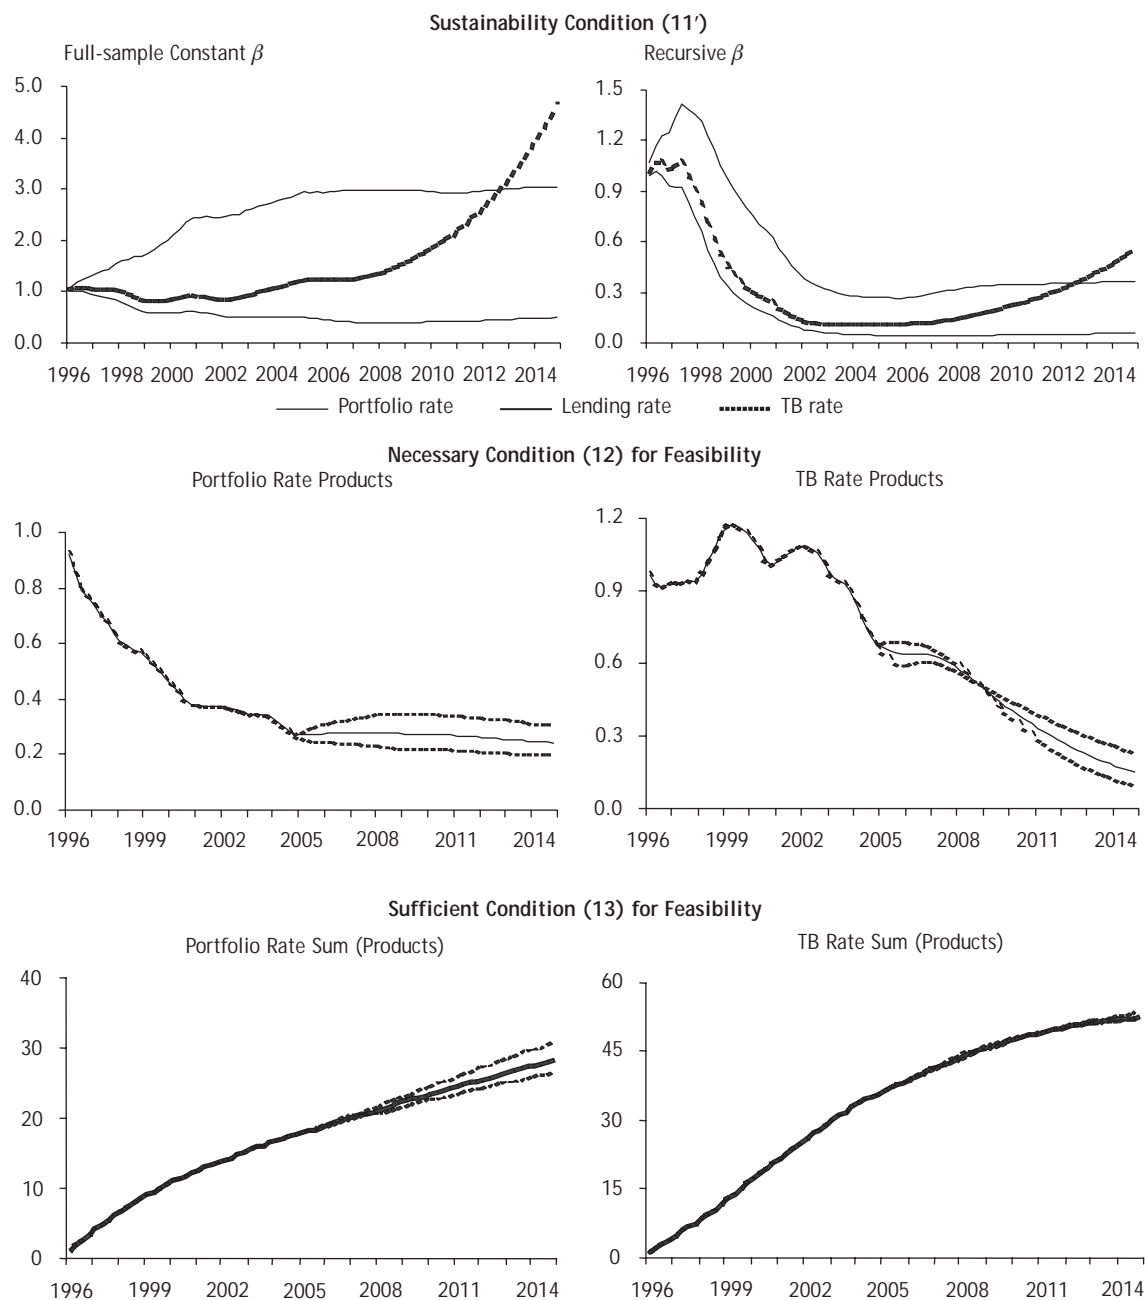 Sustainability Condition (11′)
Full-sample Constant β
Recursive β
5.0
4.0
3.0
2.0
1.0
0.0
1996 1998 2000 2002 2004 2006 2008 2010 2012 2014
1.5
1.2
0.9
0.6
0.3
0.0
1996 1998 2000 2002 2004 2006 2008 2010 2012 2014
Portfolio rate Lending rate TB rate
Necessary Condition (12) for Feasibility
Portfolio Rate Products
TB Rate Products
1.0
0.8
0.6
0.4
0.2
0.0
1996 1999 2002 2005 2008 2011 2014
1.2
0.9
0.6
0.3
0.0
1996 1999 2002 2005 2008 2011 2014
Sufficient Condition (13) for Feasibility
Portfolio Rate Sum (Products)
TB Rate Sum (Products)
40
30
20
10
0
1996 1999 2002 2005 2008 2011 2014
60
45
30
15
0
1996 1999 2002 2005 2008 2011 2014